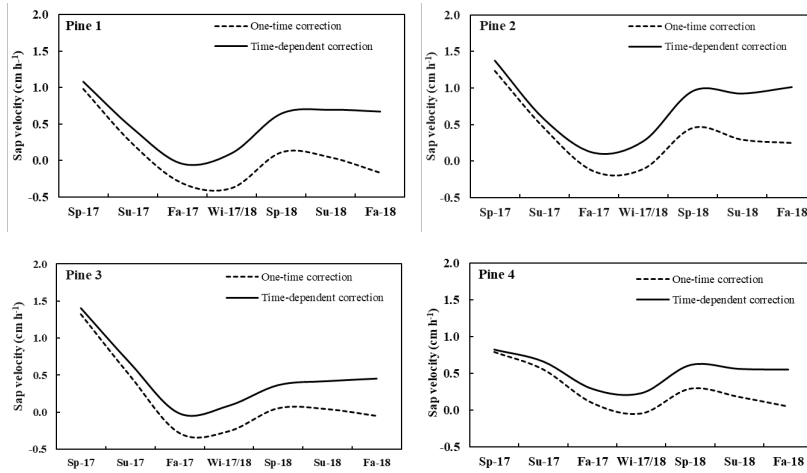 Pine 1
One-time correction
Time-dependent correction
Sap velocity (cm h⁻¹)
2.0
1.5
1.0
0.5
0.0
-0.5
Sp-17 Su-17 Fa-17 Wi-17/18 Sp-18 Su-18 Fa-18
Pine 2
One-time correction
Time-dependent correction
Sap velocity (cm h⁻¹)
2.0
1.5
1.0
0.5
0.0
-0.5
Sp-17 Su-17 Fa-17 Wi-17/18 Sp-18 Su-18 Fa-18
Pine 3
One-time correction
Time-dependent correction
Sap velocity (cm h⁻¹)
2.0
1.5
1.0
0.5
0.0
-0.5
Sp-17 Su-17 Fa-17 Wi-17/18 Sp-18 Su-18 Fa-18
Pine 4
One-time correction
Time-dependent correction
Sap velocity (cm h⁻¹)
2.0
1.5
1.0
0.5
0.0
-0.5
Sp-17 Su-17 Fa-17 Wi-17/18 Sp-18 Su-18 Fa-18